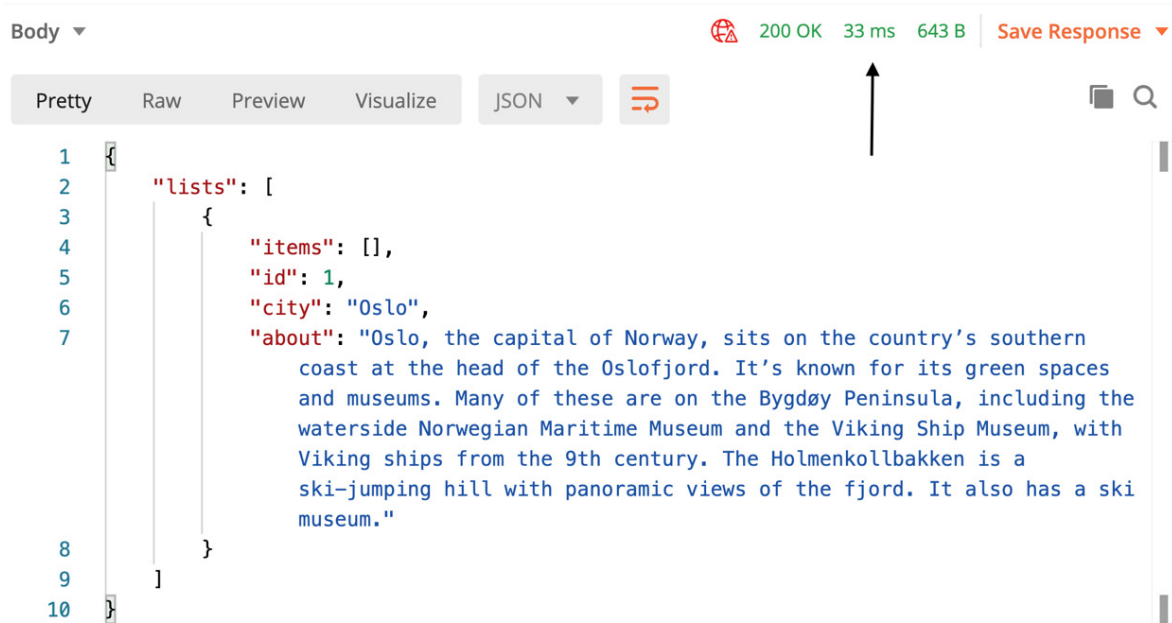 Body 200 OK 33 ms 643 B Save Response
Pretty Raw Preview Visualize JSON
1 {
2 "lists": [
3 {
4 "items": [],
5 "id": 1,
6 "city": "Oslo",
7 "about": "Oslo, the capital of Norway, sits on the country’s southern
coast at the head of the Oslofjord. It’s known for its green spaces
and museums. Many of these are on the Bygdøy Peninsula, including the
waterside Norwegian Maritime Museum and the Viking Ship Museum, with
Viking ships from the 9th century. The Holmenkollbakken is a
ski-jumping hill with panoramic views of the fjord. It also has a ski
museum."
8 }
9 ]
10 }